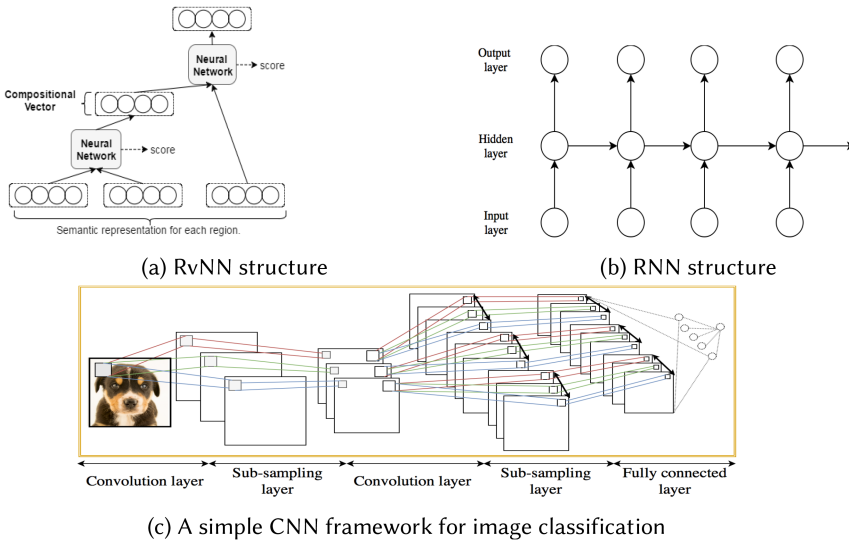 Neural
Network
score
Compositional
Vector
Neural
Network
score
Semantic representation for each region.
(a) RvNN structure
Output
layer
Hidden
layer
Input
layer
(b) RNN structure
Convolution layer
Sub-sampling
layer
Convolution layer
Sub-sampling
layer
Fully connected
layer
(c) A simple CNN framework for image classification